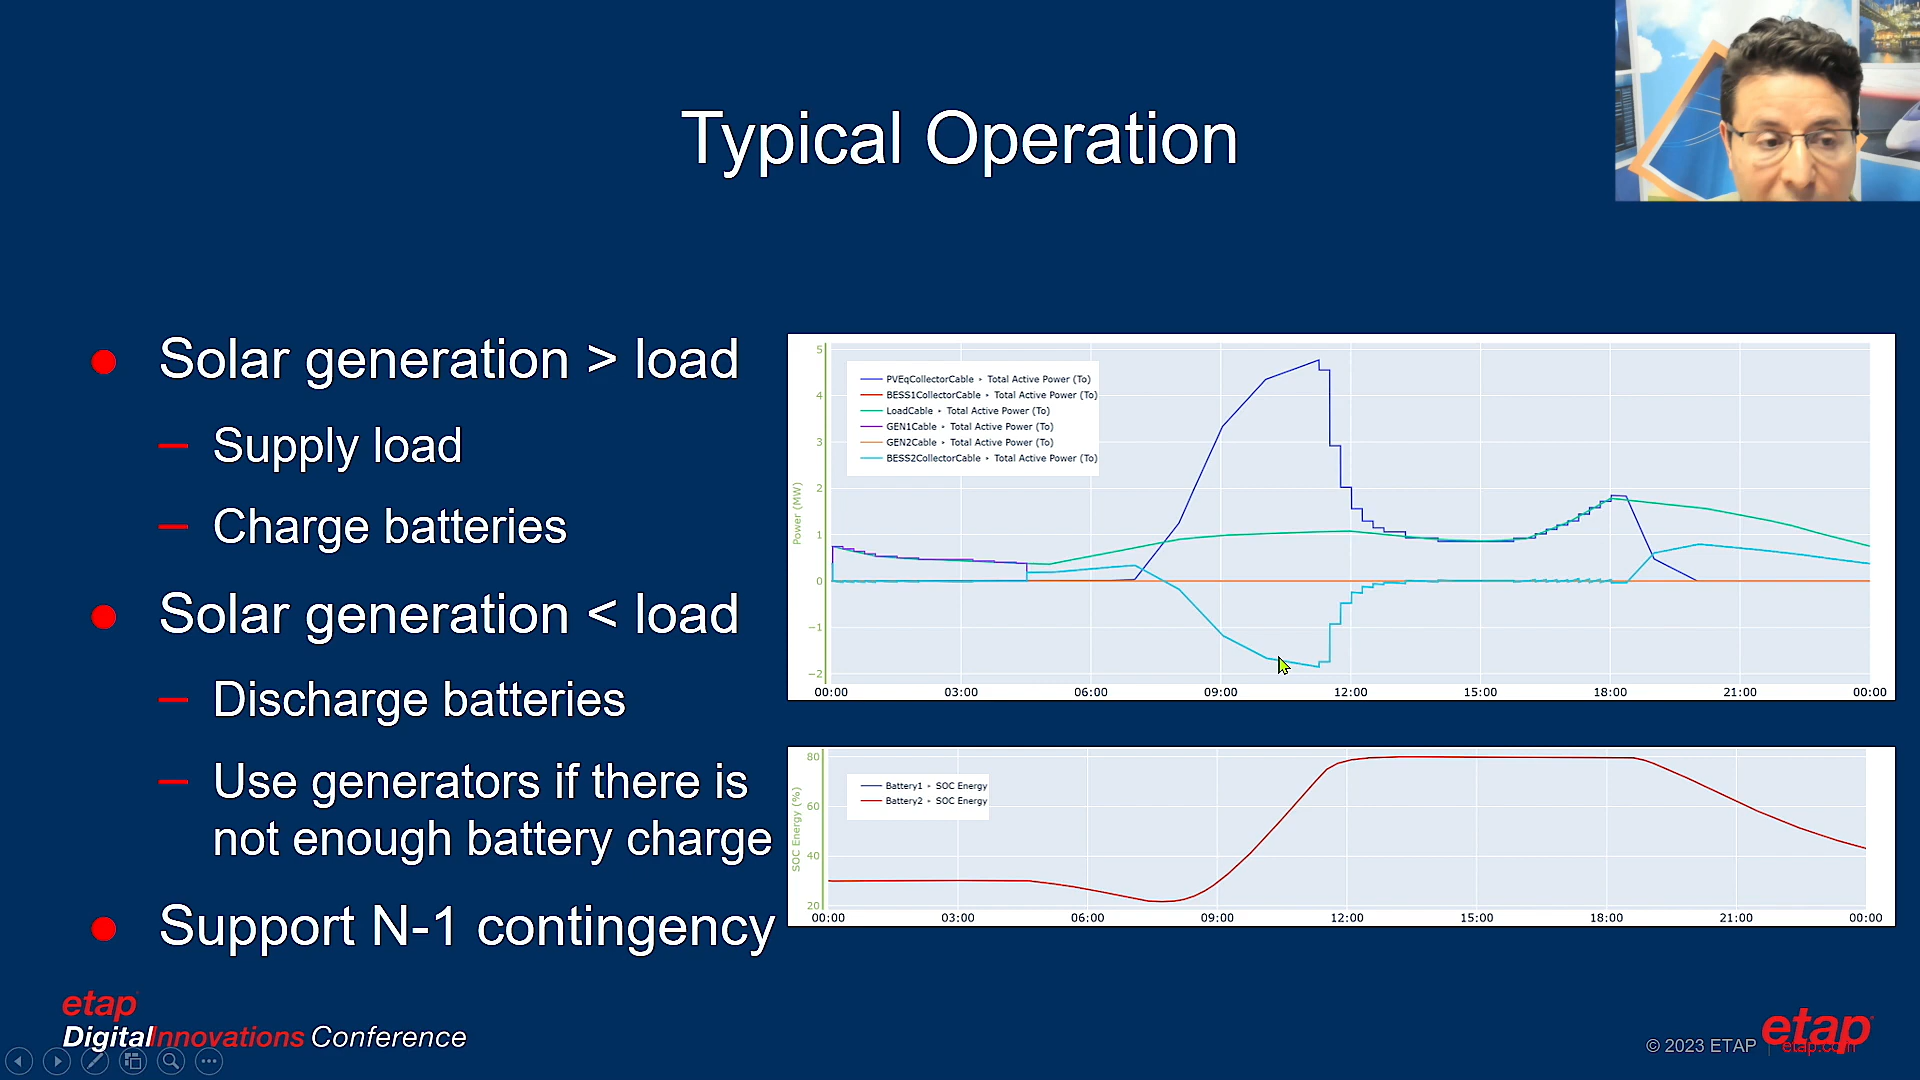 Typical Operation
Solar generation > load
– Supply load
– Charge batteries
Solar generation < load
– Discharge batteries
– Use generators if there is
not enough battery charge
Support N-1 contingency
5
4
3
2
1
0
−1
−2
Power (MW)
PVEqCollectorCable • Total Active Power (To)
BESS1CollectorCable • Total Active Power (To)
LoadCable • Total Active Power (To)
GEN1Cable • Total Active Power (To)
GEN2Cable • Total Active Power (To)
BESS2CollectorCable • Total Active Power (To)
00:00 03:00 06:00 09:00 12:00 15:00 18:00 21:00 00:00
80
60
40
20
SOC Energy (%)
Battery1 • SOC Energy
Battery2 • SOC Energy
00:00 03:00 06:00 09:00 12:00 15:00 18:00 21:00 00:00
etap
DigitalInnovations Conference
© 2023 ETAP | etap.com
etap